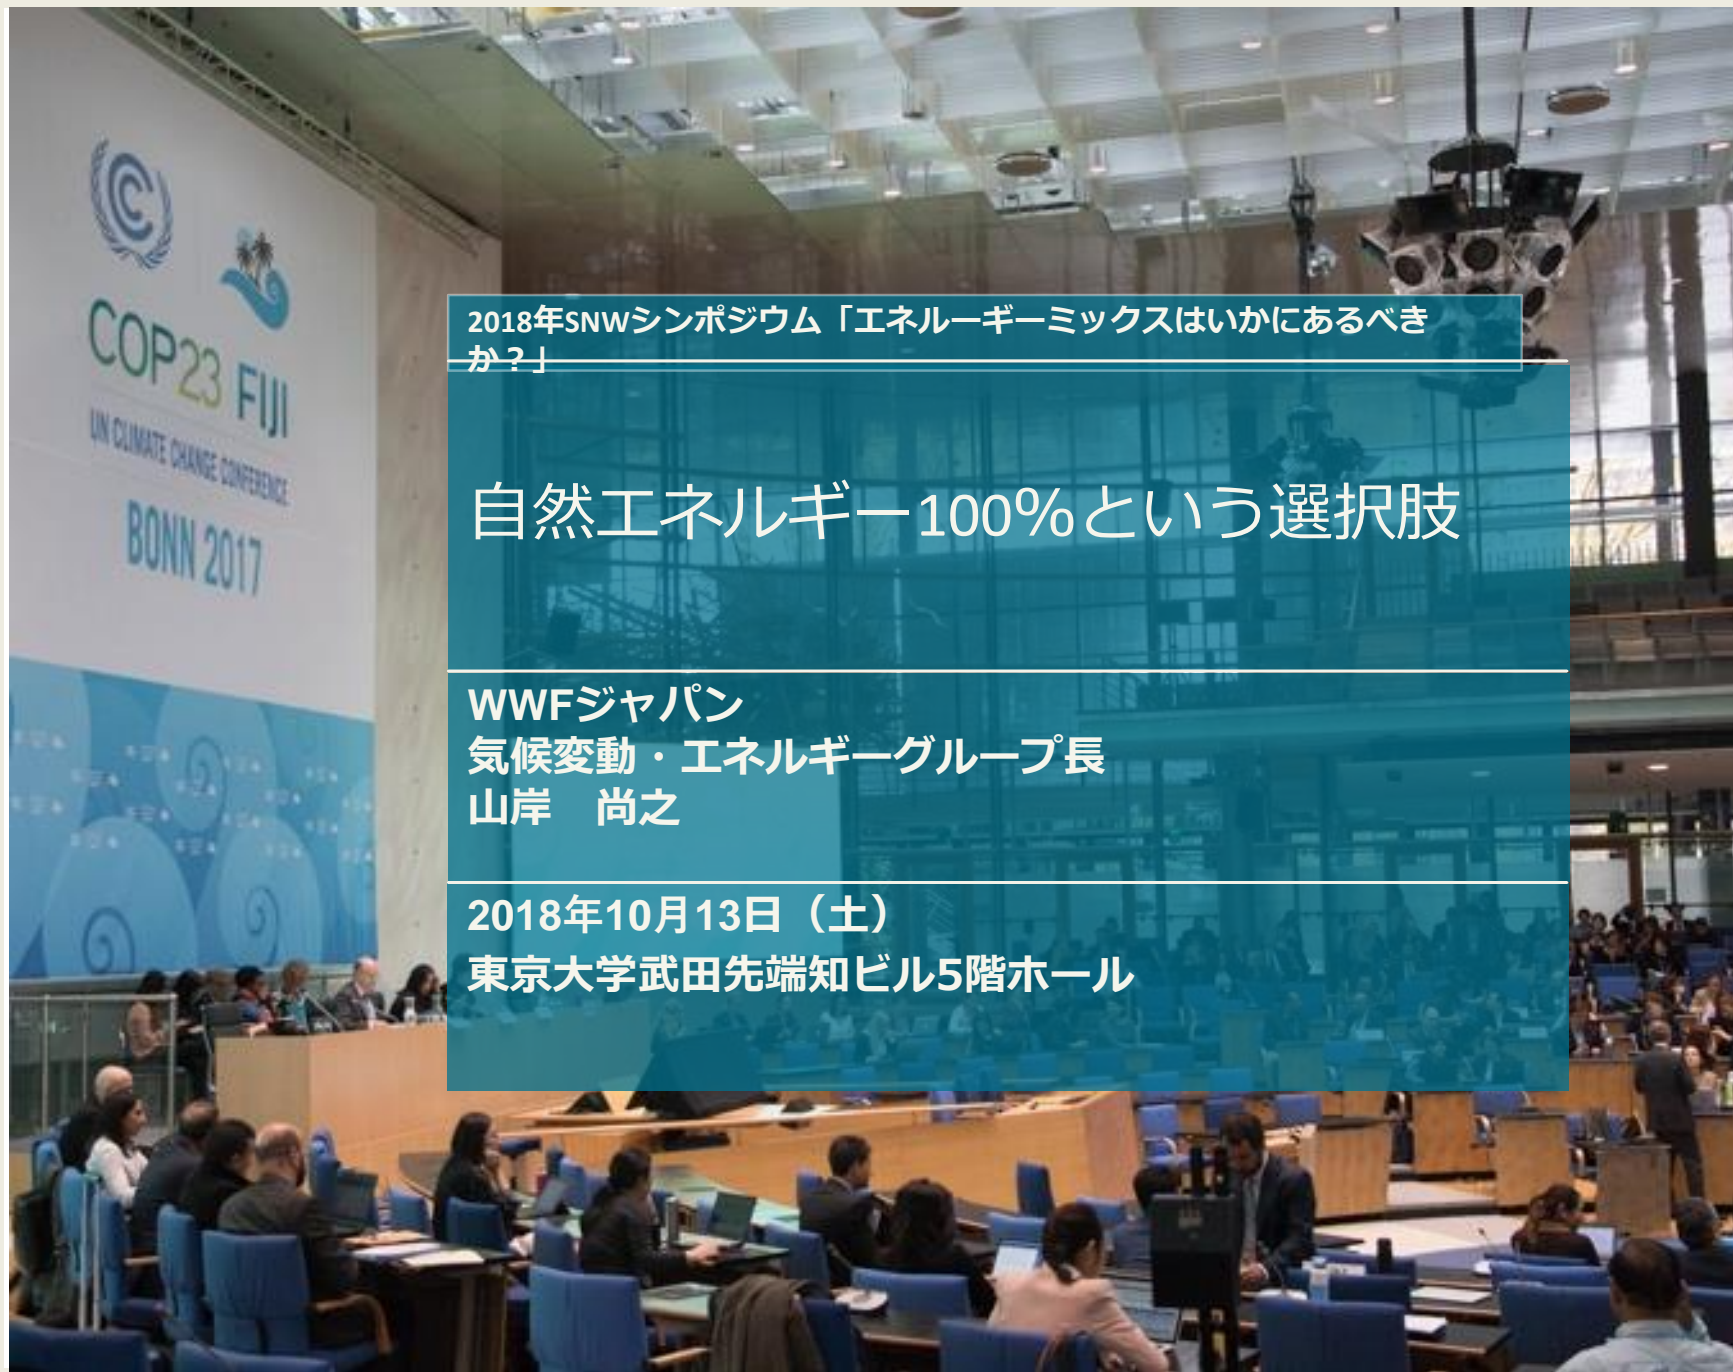 COP23 FIJI
UN CLIMATE CHANGE CONFERENCE
BONN 2017
2018年SNWシンポジウム「エネルーギーミックスはいかにあるべき
か？」
自然エネルギー100%という選択肢
WWFジャパン
気候変動・エネルギーグループ長
山岸　尚之
2018年10月13日（土）
東京大学武田先端知ビル5階ホール